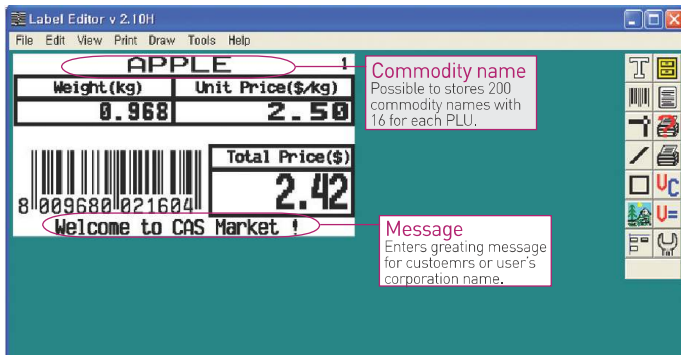 Label Editor v 2.10H
File Edit View Print Draw Tools Help
APPLE 1
Weight(kg) Unit Price($/kg)
0.968 2.50
Total Price($)
2.42
8 009680 021604
Welcome to CAS Market !
Commodity name
Possible to stores 200
commodity names with
16 for each PLU.
Message
Enters greating message
for custoemrs or user's
corporation name.
T
?
VC
V=